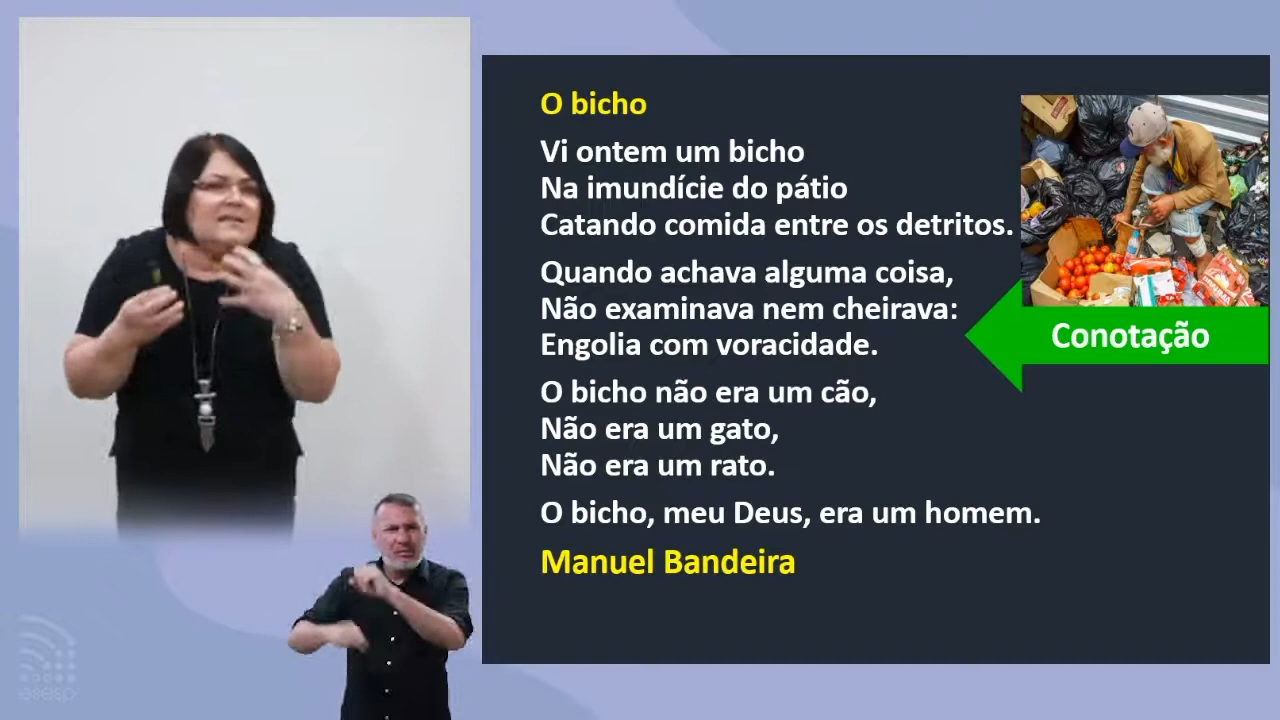 O bicho
Vi ontem um bicho
Na imundície do pátio
Catando comida entre os detritos.
Quando achava alguma coisa,
Não examinava nem cheirava:
Engolia com voracidade.
O bicho não era um cão,
Não era um gato,
Não era um rato.
O bicho, meu Deus, era um homem.
Manuel Bandeira
Conotação
esesp